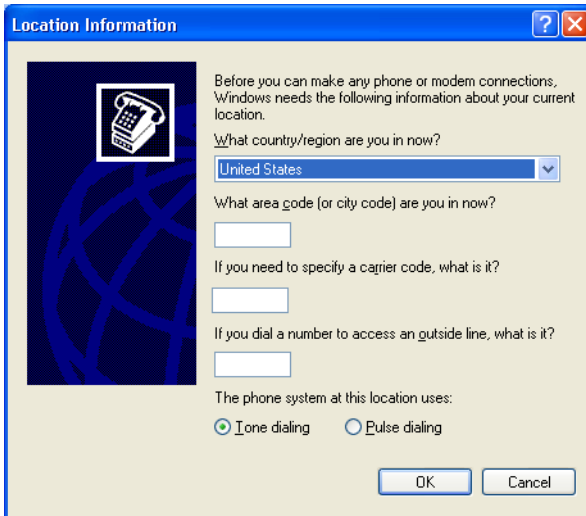 Location Information
Before you can make any phone or modem connections,
Windows needs the following information about your current
location.
What country/region are you in now?
United States
What area code (or city code) are you in now?
If you need to specify a carrier code, what is it?
If you dial a number to access an outside line, what is it?
The phone system at this location uses:
Tone dialing Pulse dialing
OK Cancel